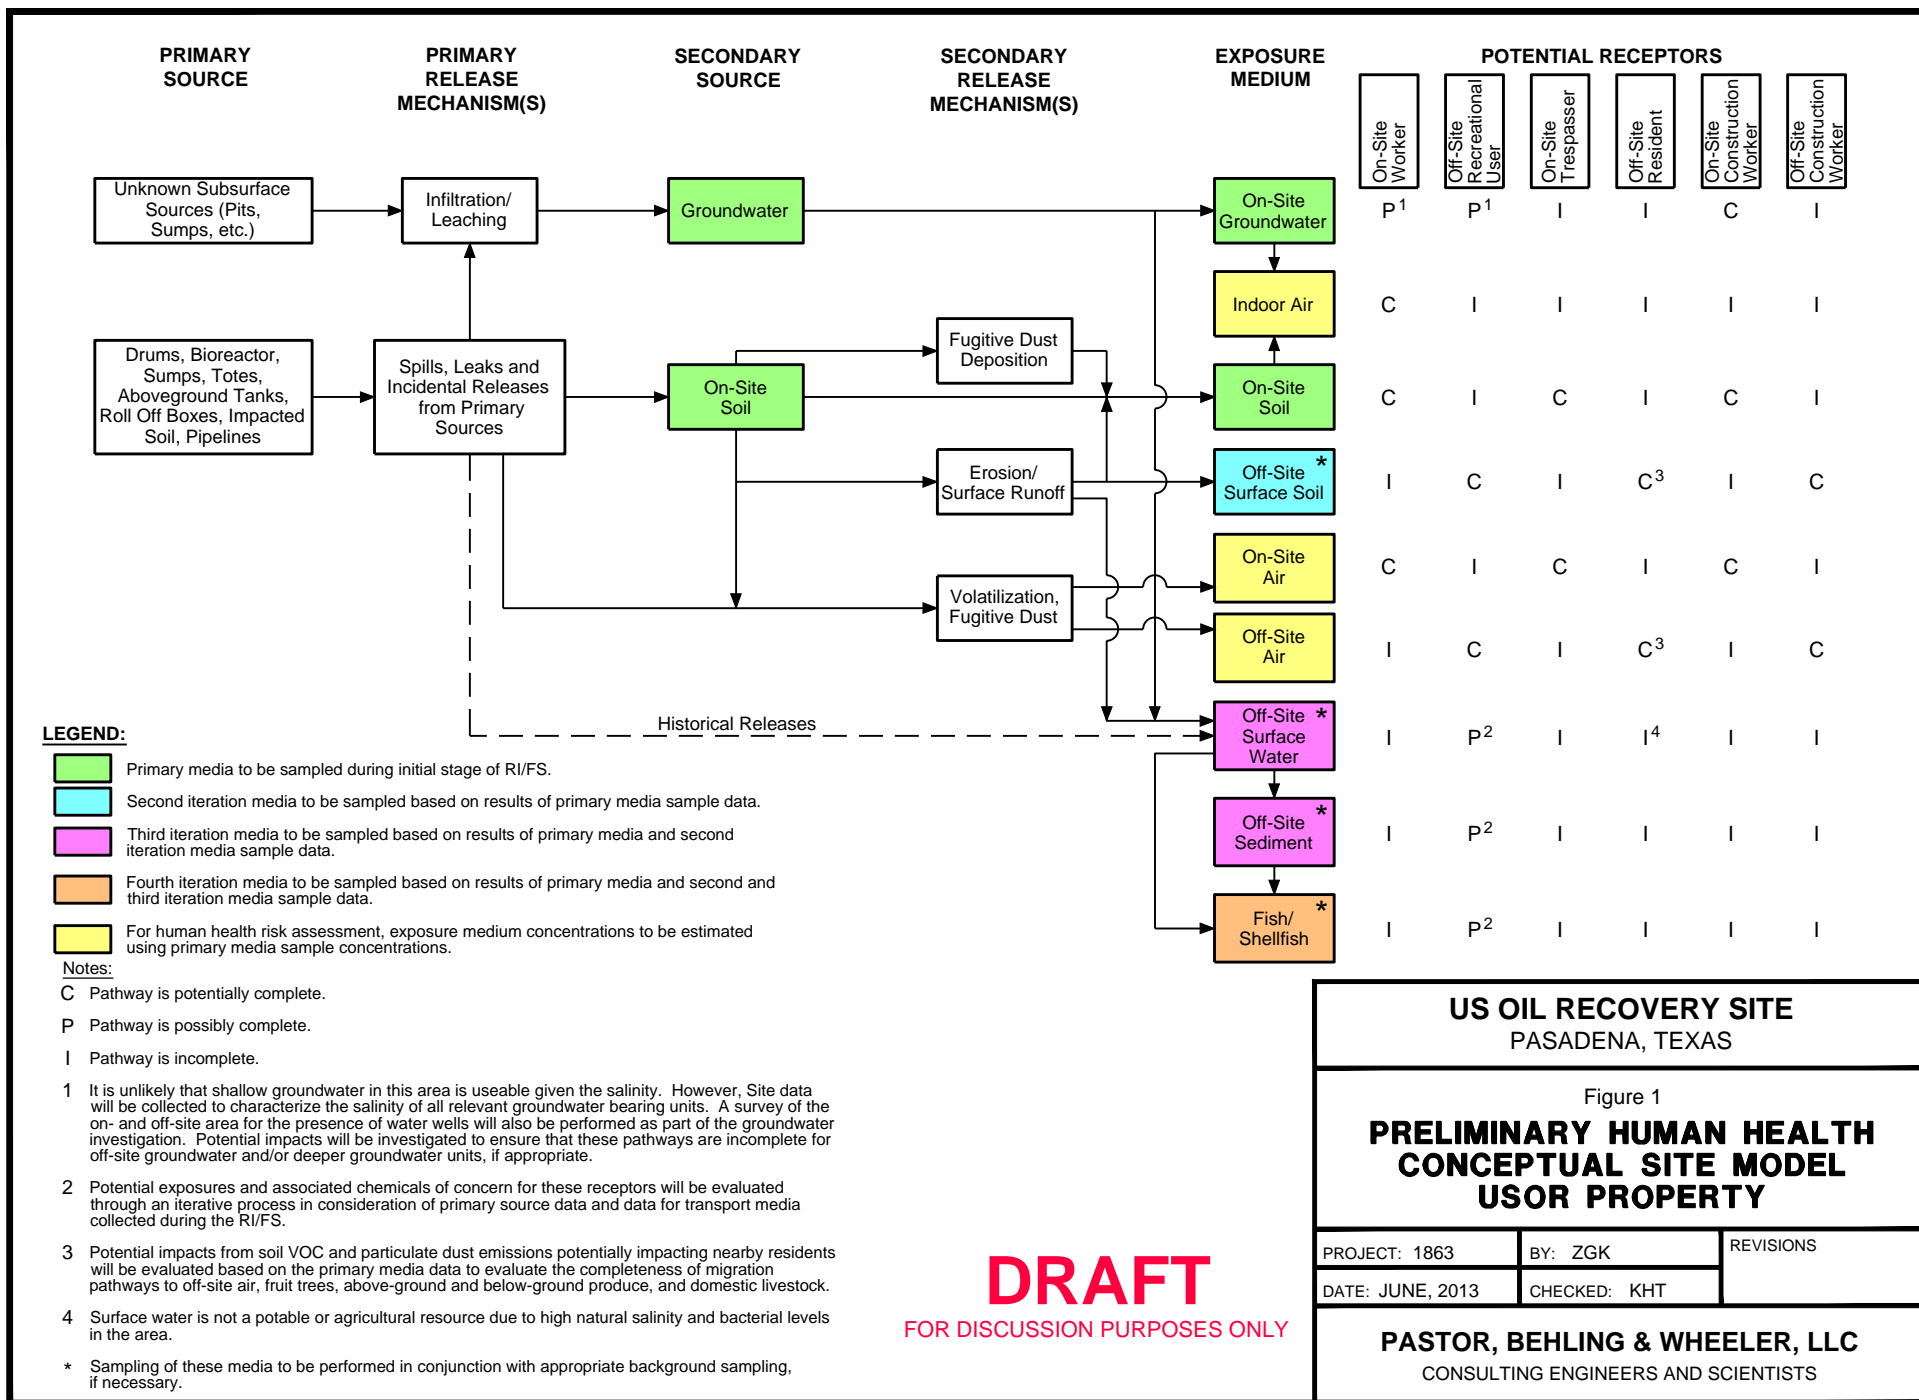 PRIMARY
SOURCE
PRIMARY
RELEASE
MECHANISM(S)
SECONDARY
SOURCE
SECONDARY
RELEASE
MECHANISM(S)
EXPOSURE
MEDIUM
POTENTIAL RECEPTORS
On-Site
Worker
Off-Site
Recreational
User
On-Site
Trespasser
Off-Site
Resident
On-Site
Construction
Worker
Off-Site
Construction
Worker
Unknown Subsurface
Sources (Pits,
Sumps, etc.)
Infiltration/
Leaching
Groundwater
On-Site
Groundwater
P1 P1 I I C I
Indoor Air
C I I I I I
Drums, Bioreactor,
Sumps, Totes,
Aboveground Tanks,
Roll Off Boxes, Impacted
Soil, Pipelines
Spills, Leaks and
Incidental Releases
from Primary
Sources
On-Site
Soil
Fugitive Dust
Deposition
On-Site
Soil
C I C I C I
Erosion/
Surface Runoff
Off-Site *
Surface Soil
I C I C3 I C
Volatilization,
Fugitive Dust
On-Site
Air
C I C I C I
Off-Site
Air
I C I C3 I C
Historical Releases
Off-Site *
Surface
Water
I P2 I I4 I I
Off-Site *
Sediment
I P2 I I I I
Fish/ *
Shellfish
I P2 I I I I
LEGEND:
Primary media to be sampled during initial stage of RI/FS.
Second iteration media to be sampled based on results of primary media sample data.
Third iteration media to be sampled based on results of primary media and second
iteration media sample data.
Fourth iteration media to be sampled based on results of primary media and second and
third iteration media sample data.
For human health risk assessment, exposure medium concentrations to be estimated
using primary media sample concentrations.
Notes:
C Pathway is potentially complete.
P Pathway is possibly complete.
I Pathway is incomplete.
1 It is unlikely that shallow groundwater in this area is useable given the salinity. However, Site data
will be collected to characterize the salinity of all relevant groundwater bearing units. A survey of the
on- and off-site area for the presence of water wells will also be performed as part of the groundwater
investigation. Potential impacts will be investigated to ensure that these pathways are incomplete for
off-site groundwater and/or deeper groundwater units, if appropriate.
2 Potential exposures and associated chemicals of concern for these receptors will be evaluated
through an iterative process in consideration of primary source data and data for transport media
collected during the RI/FS.
3 Potential impacts from soil VOC and particulate dust emissions potentially impacting nearby residents
will be evaluated based on the primary media data to evaluate the completeness of migration
pathways to off-site air, fruit trees, above-ground and below-ground produce, and domestic livestock.
4 Surface water is not a potable or agricultural resource due to high natural salinity and bacterial levels
in the area.
* Sampling of these media to be performed in conjunction with appropriate background sampling,
if necessary.
DRAFT
FOR DISCUSSION PURPOSES ONLY
US OIL RECOVERY SITE
PASADENA, TEXAS
Figure 1
PRELIMINARY HUMAN HEALTH
CONCEPTUAL SITE MODEL
USOR PROPERTY
PROJECT: 1863 BY: ZGK REVISIONS
DATE: JUNE, 2013 CHECKED: KHT
PASTOR, BEHLING & WHEELER, LLC
CONSULTING ENGINEERS AND SCIENTISTS